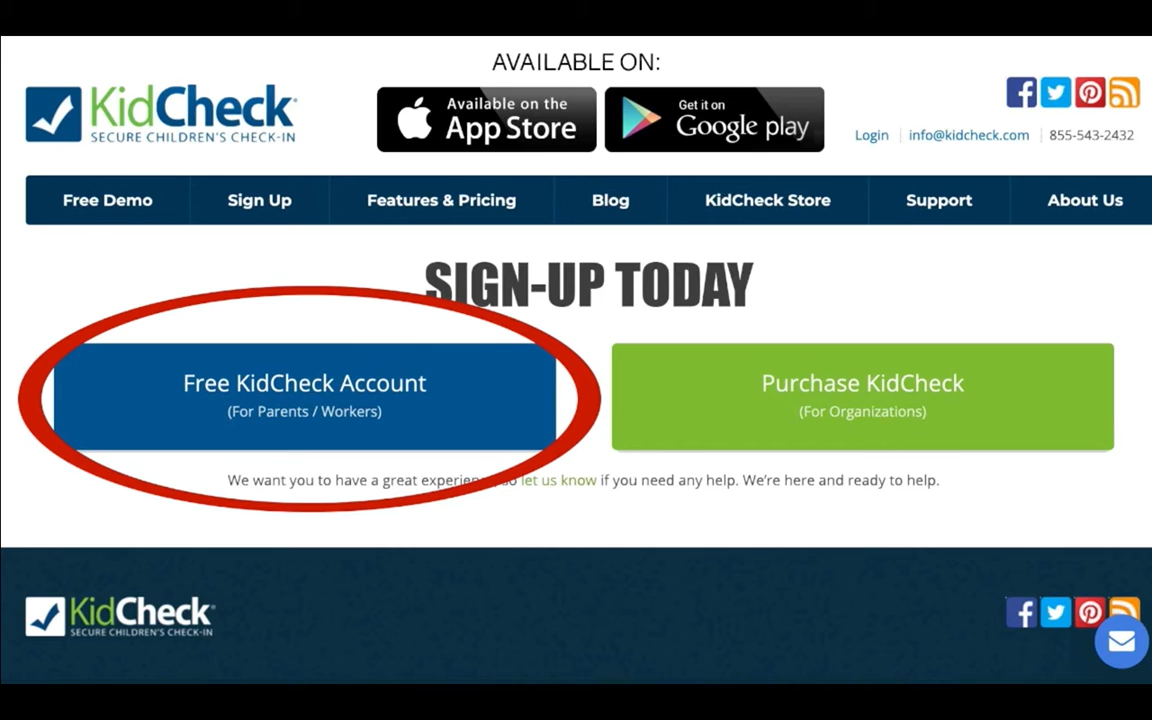 AVAILABLE ON:
KidCheck
SECURE CHILDREN'S CHECK-IN
Available on the
App Store
Get it on
Google play
Login
info@kidcheck.com
855-543-2432
Free Demo
Sign Up
Features & Pricing
Blog
KidCheck Store
Support
About Us
SIGN-UP TODAY
Free KidCheck Account
(For Parents / Workers)
Purchase KidCheck
(For Organizations)
We want you to have a great experience, so let us know if you need any help. We're here and ready to help.
KidCheck
SECURE CHILDREN'S CHECK-IN